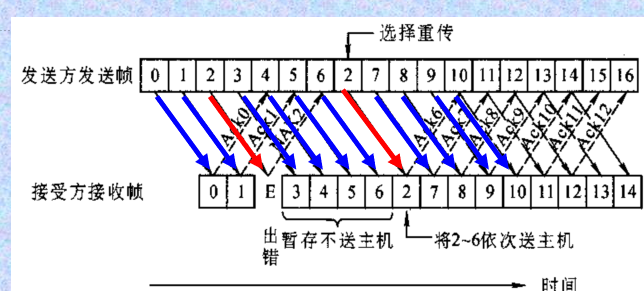 选择重传
发送方发送帧 0 1 2 3 4 5 6 2 7 8 9 10 11 12 13 14 15 16
Ack0 Ack1 NAk2 Ack6 Ack7 Ack8 Ack9 Ack10 Ack11 Ack12
接受方接收帧 0 1 E 3 4 5 6 2 7 8 9 10 11 12 13 14
出错 暂存不送主机 将2~6依次送主机
时间